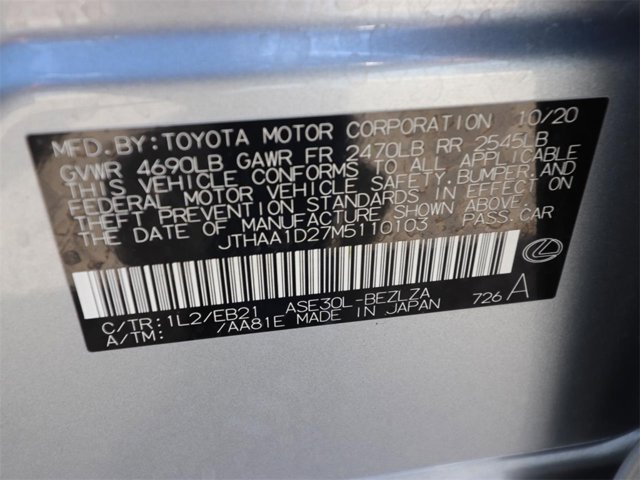 MFD. BY: TOYOTA MOTOR CORPORATION 10/20
GVWR 4690LB GAWR FR 2470LB RR 2545LB
THIS VEHICLE CONFORMS TO ALL APPLICABLE
FEDERAL MOTOR VEHICLE SAFETY, BUMPER, AND
THEFT PREVENTION STANDARDS IN EFFECT ON
THE DATE OF MANUFACTURE SHOWN ABOVE.
JTHAA1D27M5110103 PASS. CAR
C/TR: 1L2/EB21 ASE30L-BEZLZA 726 A
A/TM: /AA81E MADE IN JAPAN